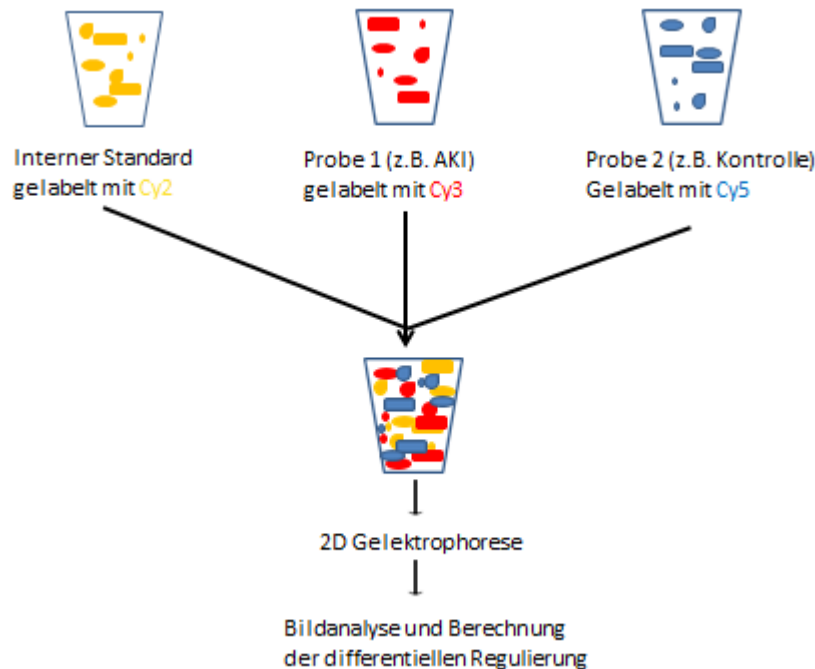 Interner Standard
gelabelt mit Cy2
Probe 1 (z.B. AKI)
gelabelt mit Cy3
Probe 2 (z.B. Kontrolle)
Gelabelt mit Cy5
2D Gelektrophorese
Bildanalyse und Berechnung
der differentiellen Regulierung